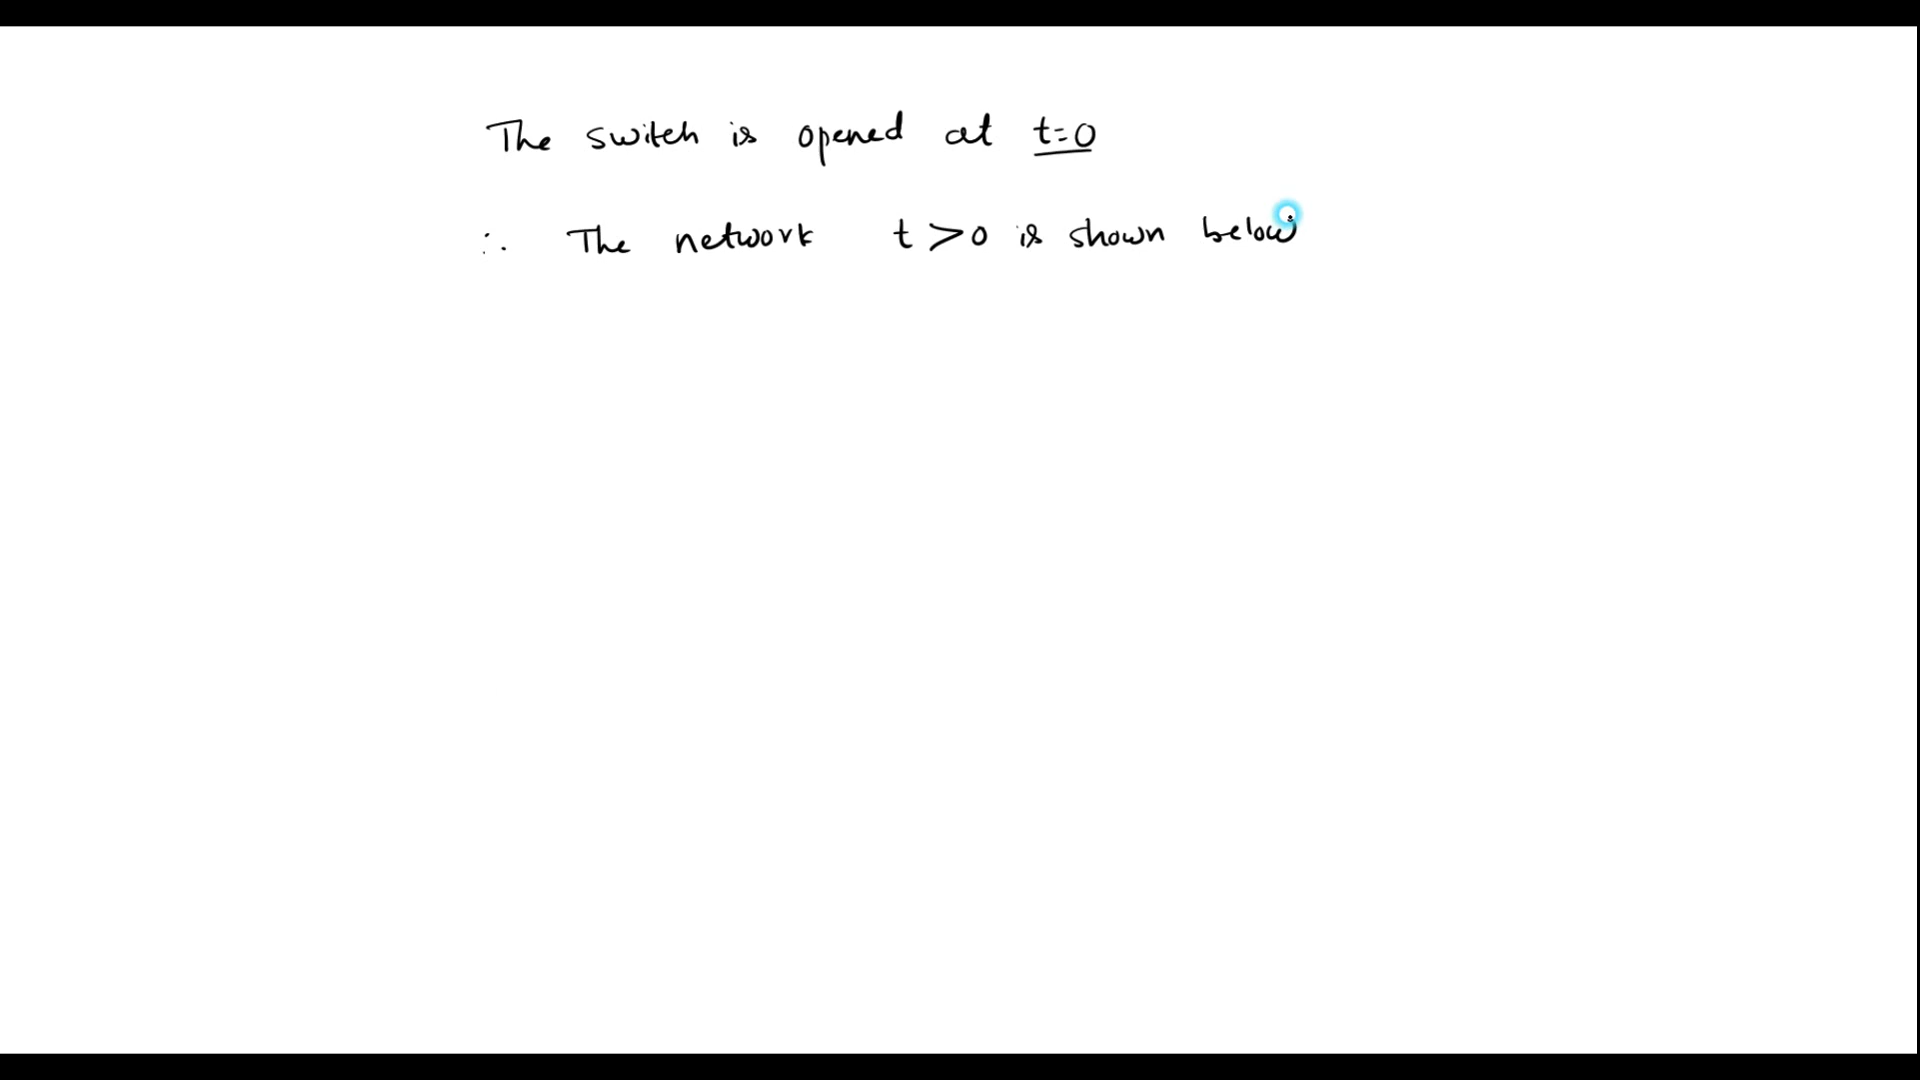 The switch is opened at t=0
∴ The network t>0 is shown below